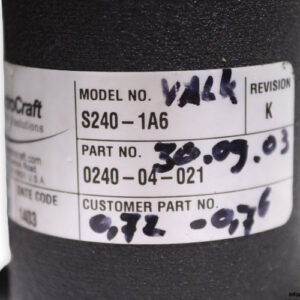 MODEL NO.
REVISION
S240-1A6
K
PART NO. 30.09.03
0240-04-021
DATE CODE
1403
CUSTOMER PART NO.
0,72 -0,76